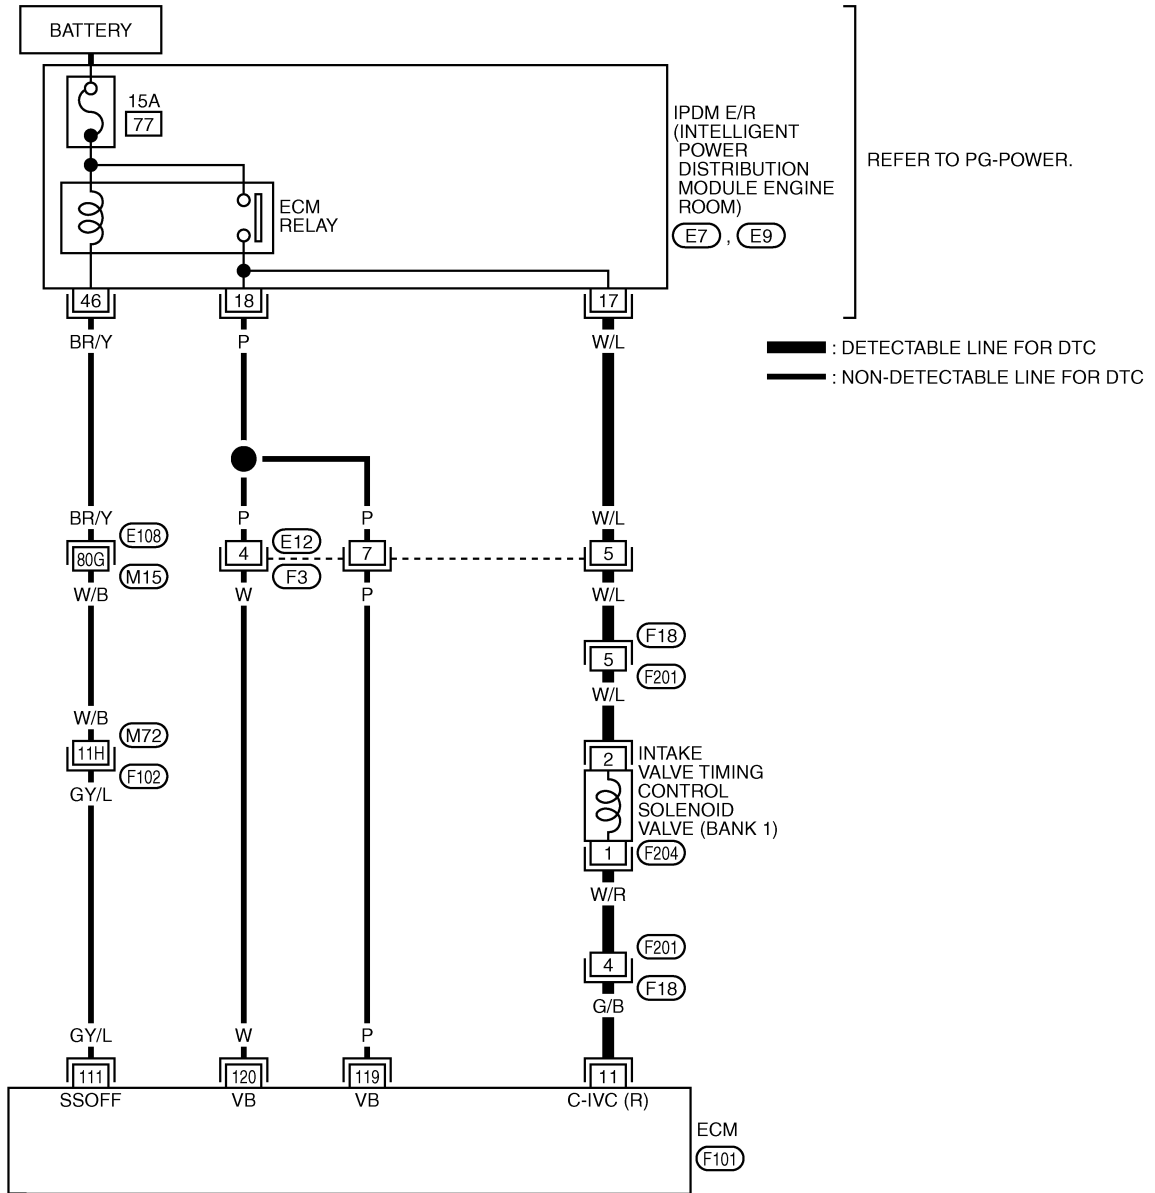 BATTERY
15A
77
IPDM E/R
(INTELLIGENT
POWER
DISTRIBUTION
MODULE ENGINE
ROOM)
E7 , E9
REFER TO PG-POWER.
ECM
RELAY
46
18
17
BR/Y
P
W/L
: DETECTABLE LINE FOR DTC
: NON-DETECTABLE LINE FOR DTC
BR/Y
P
P
W/L
80G
E108
M15
4
E12
F3
7
5
W/B
W
P
W/L
F18
5
F201
W/L
W/B
11H
M72
F102
GY/L
2
INTAKE
VALVE TIMING
CONTROL
SOLENOID
VALVE (BANK 1)
1
F204
W/R
F201
4
F18
G/B
GY/L
W
P
111
120
119
11
SSOFF
VB
VB
C-IVC (R)
ECM
F101